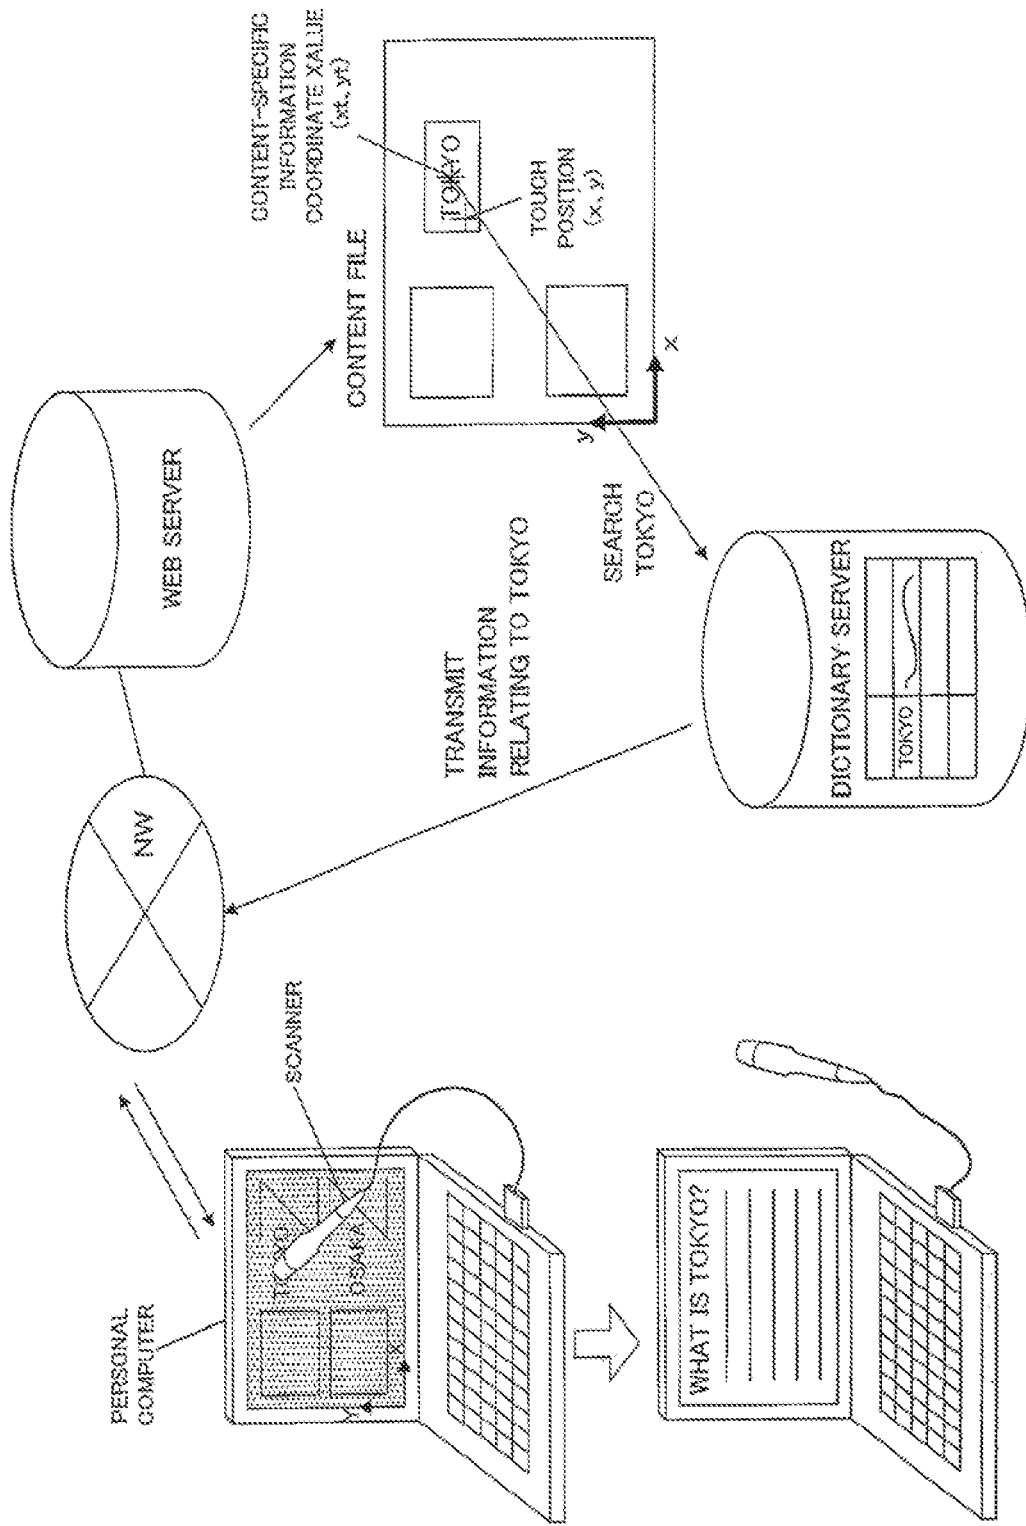 PERSONAL
COMPUTER
SCANNER
TOKYO
OSAKA
Y
X
NW
WEB SERVER
CONTENT FILE
CONTENT-SPECIFIC
INFORMATION
COORDINATE XALUE
(xt, yt)
TOKYO
TOUCH
POSITION
(x, y)
y
x
SEARCH
TOKYO
TRANSMIT
INFORMATION
RELATING TO TOKYO
DICTIONARY SERVER
TOKYO
WHAT IS TOKYO?